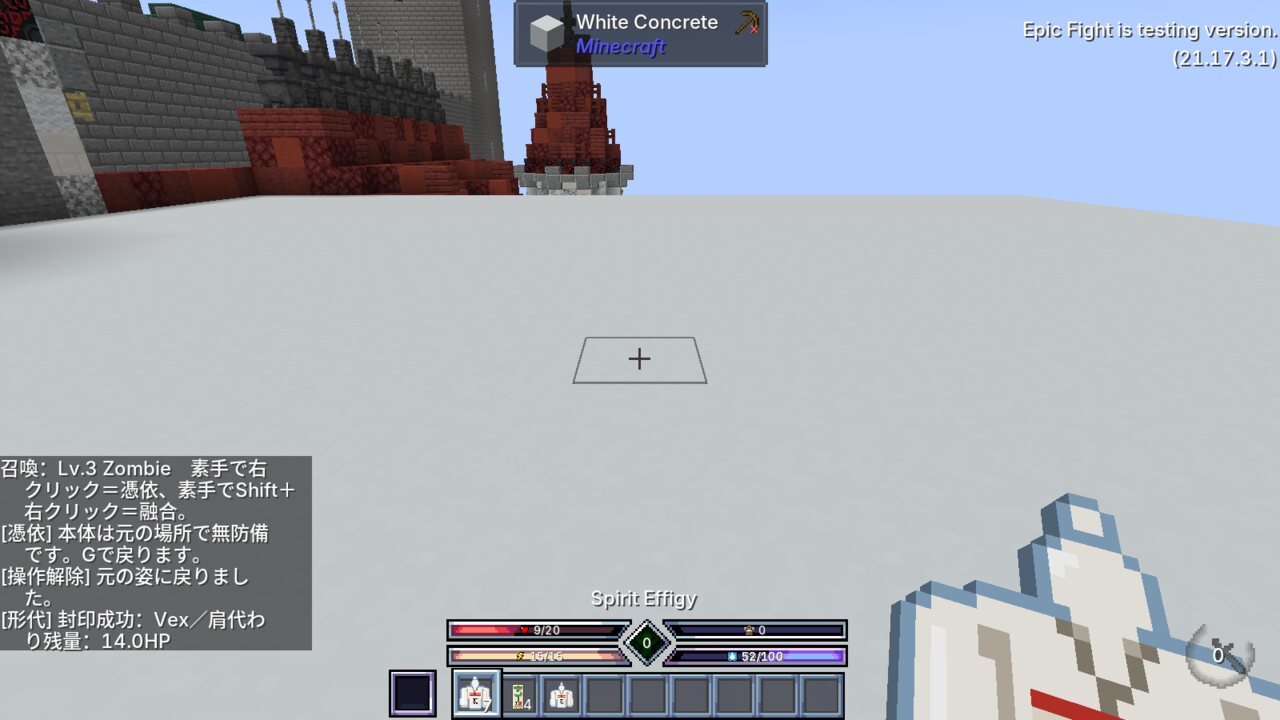 White Concrete
Minecraft
Epic Fight is testing version.
(21.17.3.1)
召喚：Lv.3 Zombie　素手で右
クリック＝憑依、素手でShift＋
右クリック＝融合。
[憑依] 本体は元の場所で無防備
です。Gで戻ります。
[操作解除] 元の姿に戻りまし
た。
[形代] 封印成功：Vex／肩代わ
り残量：14.0HP
Spirit Effigy
9/20
0
0
15/15
52/100
7
4
0